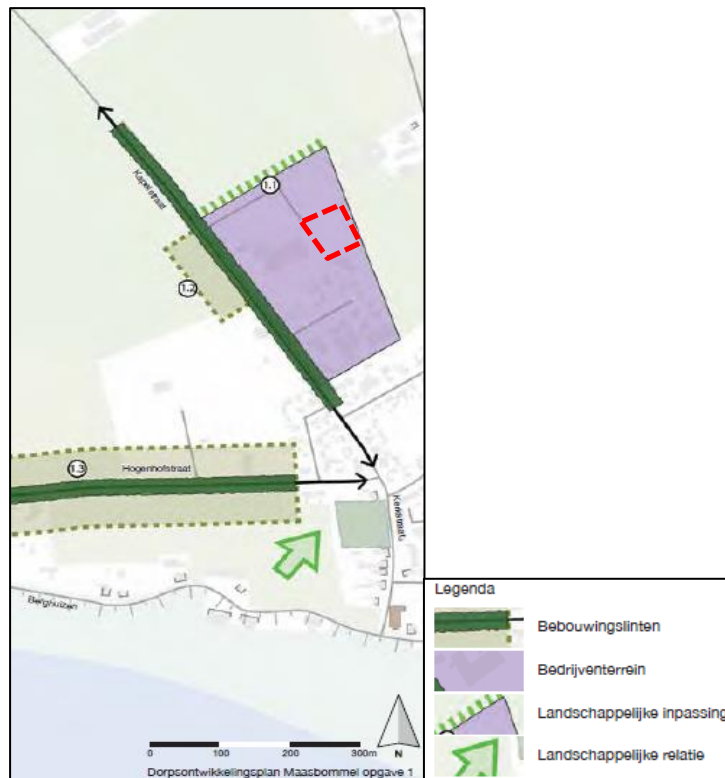 Kapelstraat
1.1
1.2
1.3
Hogenhofstraat
Kerkstraat
Berghuizen
0 100 200 300m
N
Dorpsontwikkelingsplan Maasbommel opgave 1
Legenda
Bebouwingslinten
Bedrijventerrein
Landschappelijke inpassing
Landschappelijke relatie